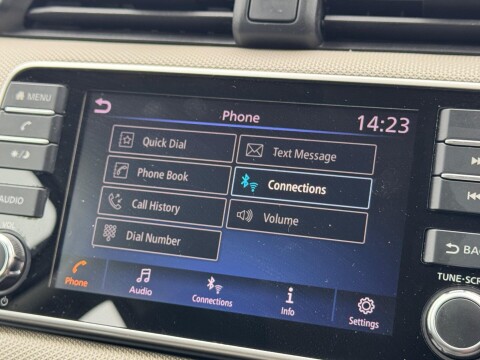 Phone
14:23
Quick Dial
Text Message
Phone Book
Connections
Call History
Volume
Dial Number
Phone
Audio
Connections
Info
Settings
MENU
AUDIO
VOL
BAC
TUNE-SCR